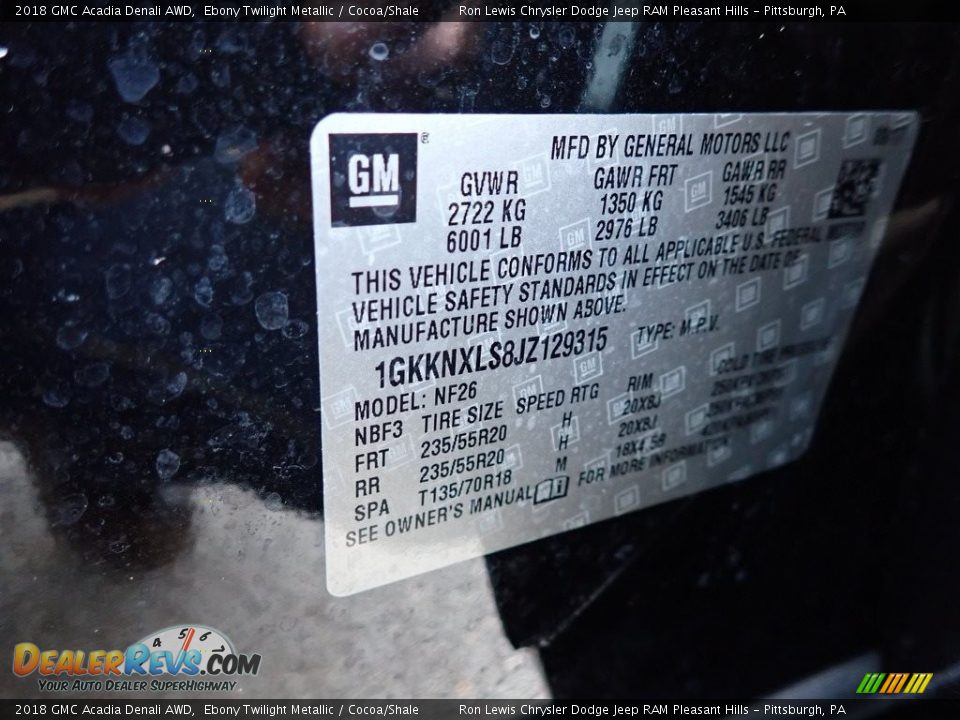 2018 GMC Acadia Denali AWD, Ebony Twilight Metallic / Cocoa/Shale Ron Lewis Chrysler Dodge Jeep RAM Pleasant Hills - Pittsburgh, PA
GM ®
MFD BY GENERAL MOTORS LLC
GVWR GAWR FRT GAWR RR
2722 KG 1350 KG 1545 KG
6001 LB 2976 LB 3406 LB
THIS VEHICLE CONFORMS TO ALL APPLICABLE U.S. FEDERAL MOTOR
VEHICLE SAFETY STANDARDS IN EFFECT ON THE DATE OF
MANUFACTURE SHOWN ABOVE.
1GKKNXLS8JZ129315 TYPE: M.P.V.
MODEL: NF26
NBF3 TIRE SIZE SPEED RTG RIM COLD TIRE PRESSURE
FRT 235/55R20 H 20X8J
RR 235/55R20 H 20X8J
SPA T135/70R18 M 18X4.5B
SEE OWNER'S MANUAL FOR MORE INFORMATION
DEALERREVS.COM
YOUR AUTO DEALER SUPERHIGHWAY
4 5 6
2018 GMC Acadia Denali AWD, Ebony Twilight Metallic / Cocoa/Shale Ron Lewis Chrysler Dodge Jeep RAM Pleasant Hills - Pittsburgh, PA